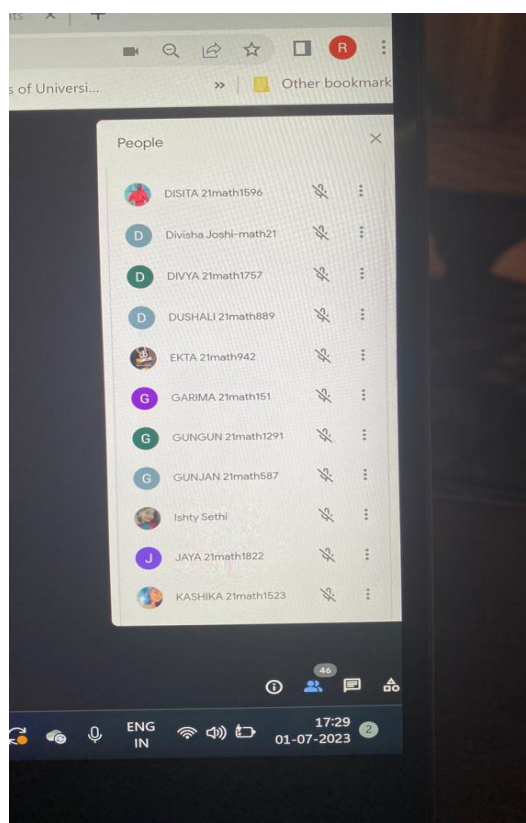 R
s of Universi...
»
Other bookmark
People
DISITA 21math1596
D Divisha Joshi-math21
D DIVYA 21math1757
D DUSHALI 21math889
EKTA 21math942
G GARIMA 21math151
G GUNGUN 21math1291
G GUNJAN 21math587
Ishty Sethi
J JAYA 21math1822
KASHIKA 21math1523
46
ENG
IN
17:29
01-07-2023
2